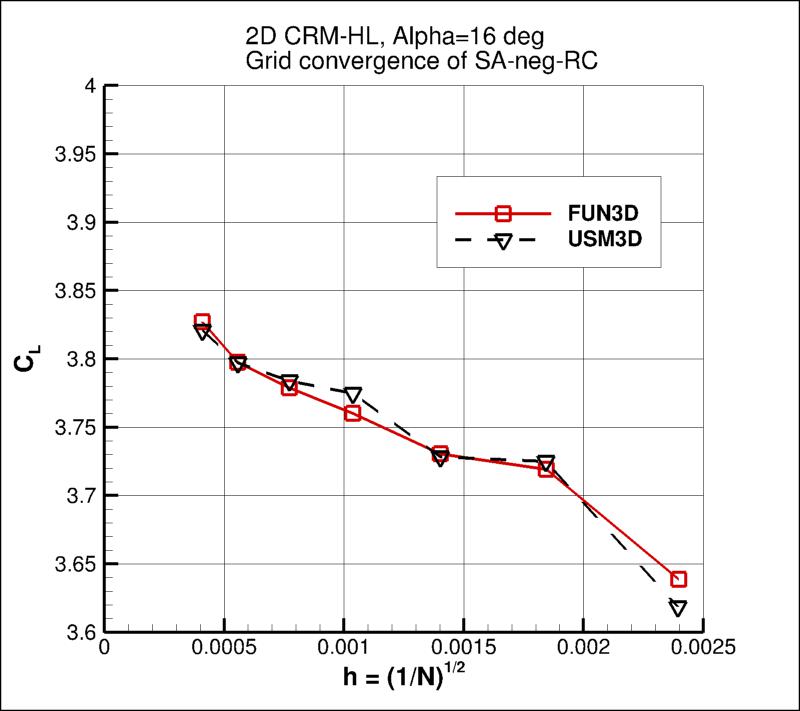 2D CRM-HL, Alpha=16 deg
Grid convergence of SA-neg-RC
4
3.95
3.9
3.85
3.8
3.75
3.7
3.65
3.6
C_L
FUN3D
USM3D
0
0.0005
0.001
0.0015
0.002
0.0025
h = (1/N)^1/2